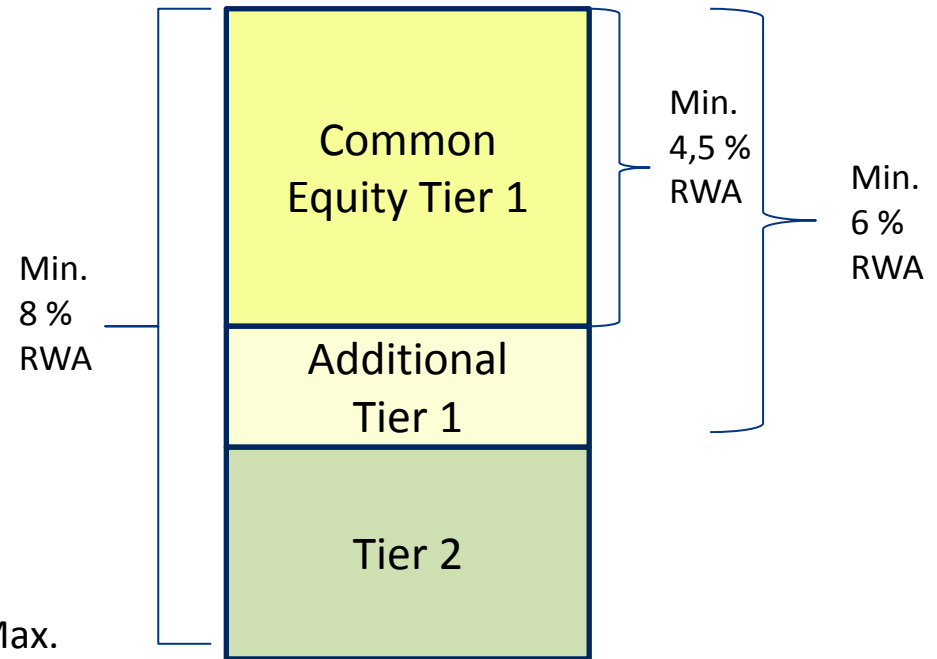 Common
Equity Tier 1
Min.
4,5 %
RWA
Min.
6 %
RWA
Min.
8 %
RWA
Additional
Tier 1
Tier 2
Max.